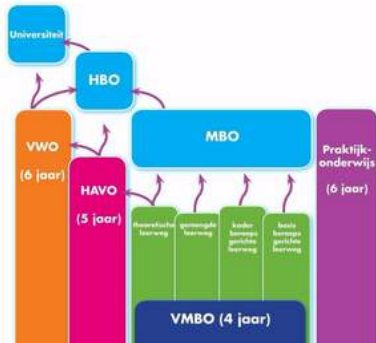 Universiteit
HBO
MBO
VWO
(6 jaar)
HAVO
(5 jaar)
theoretische
leerweg
gemengde
leerweg
kader
beroeps
gerichte
leerweg
basis
beroeps
gerichte
leerweg
Praktijk-
onderwijs
(6 jaar)
VMBO (4 jaar)